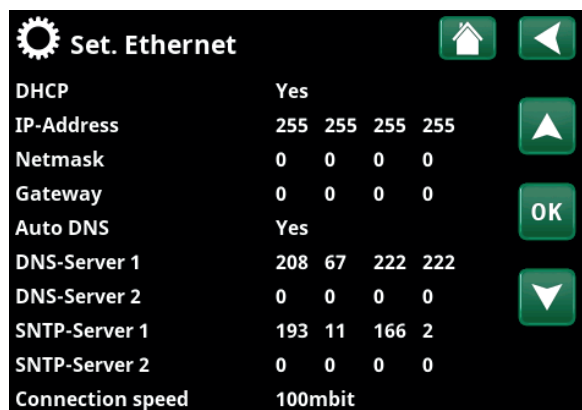 Set. Ethernet
DHCP Yes
IP-Address 255 255 255 255
Netmask 0 0 0 0
Gateway 0 0 0 0
OK
Auto DNS Yes
DNS-Server 1 208 67 222 222
DNS-Server 2 0 0 0 0
SNTP-Server 1 193 11 166 2
SNTP-Server 2 0 0 0 0
Connection speed 100mbit